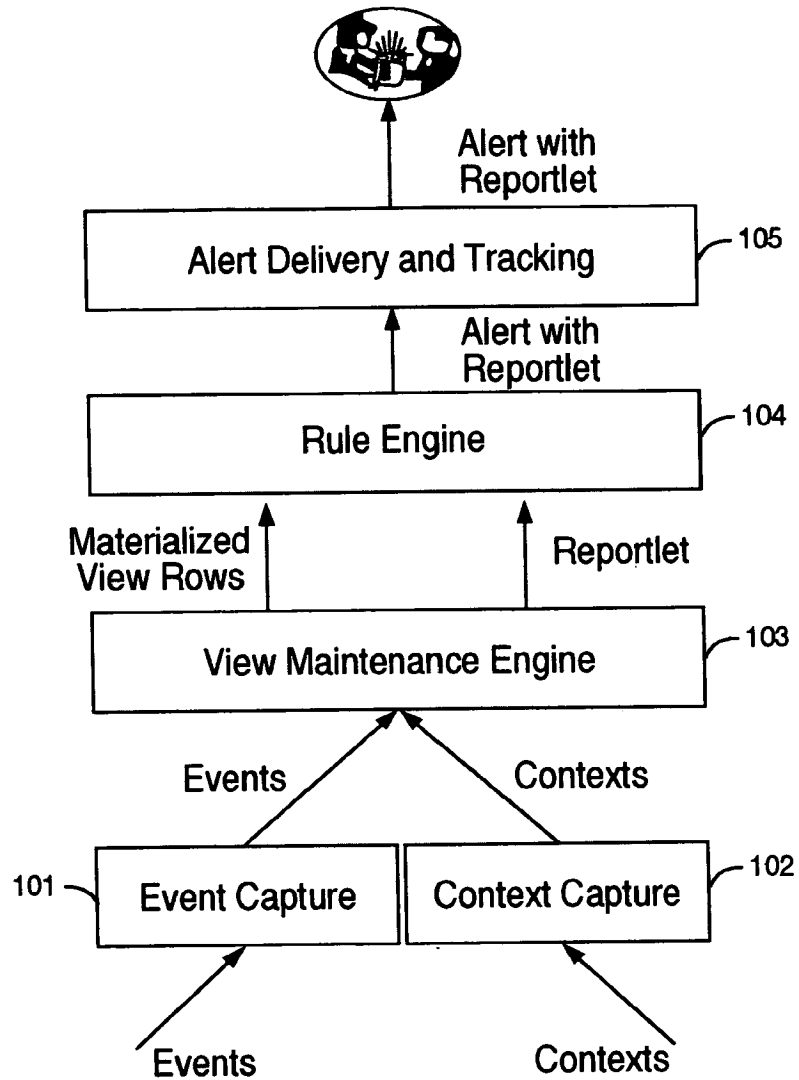 Alert with
Reportlet
Alert Delivery and Tracking
105
Alert with
Reportlet
Rule Engine
104
Materialized
View Rows
Reportlet
View Maintenance Engine
103
Events
Contexts
101
Event Capture
Context Capture
102
Events
Contexts